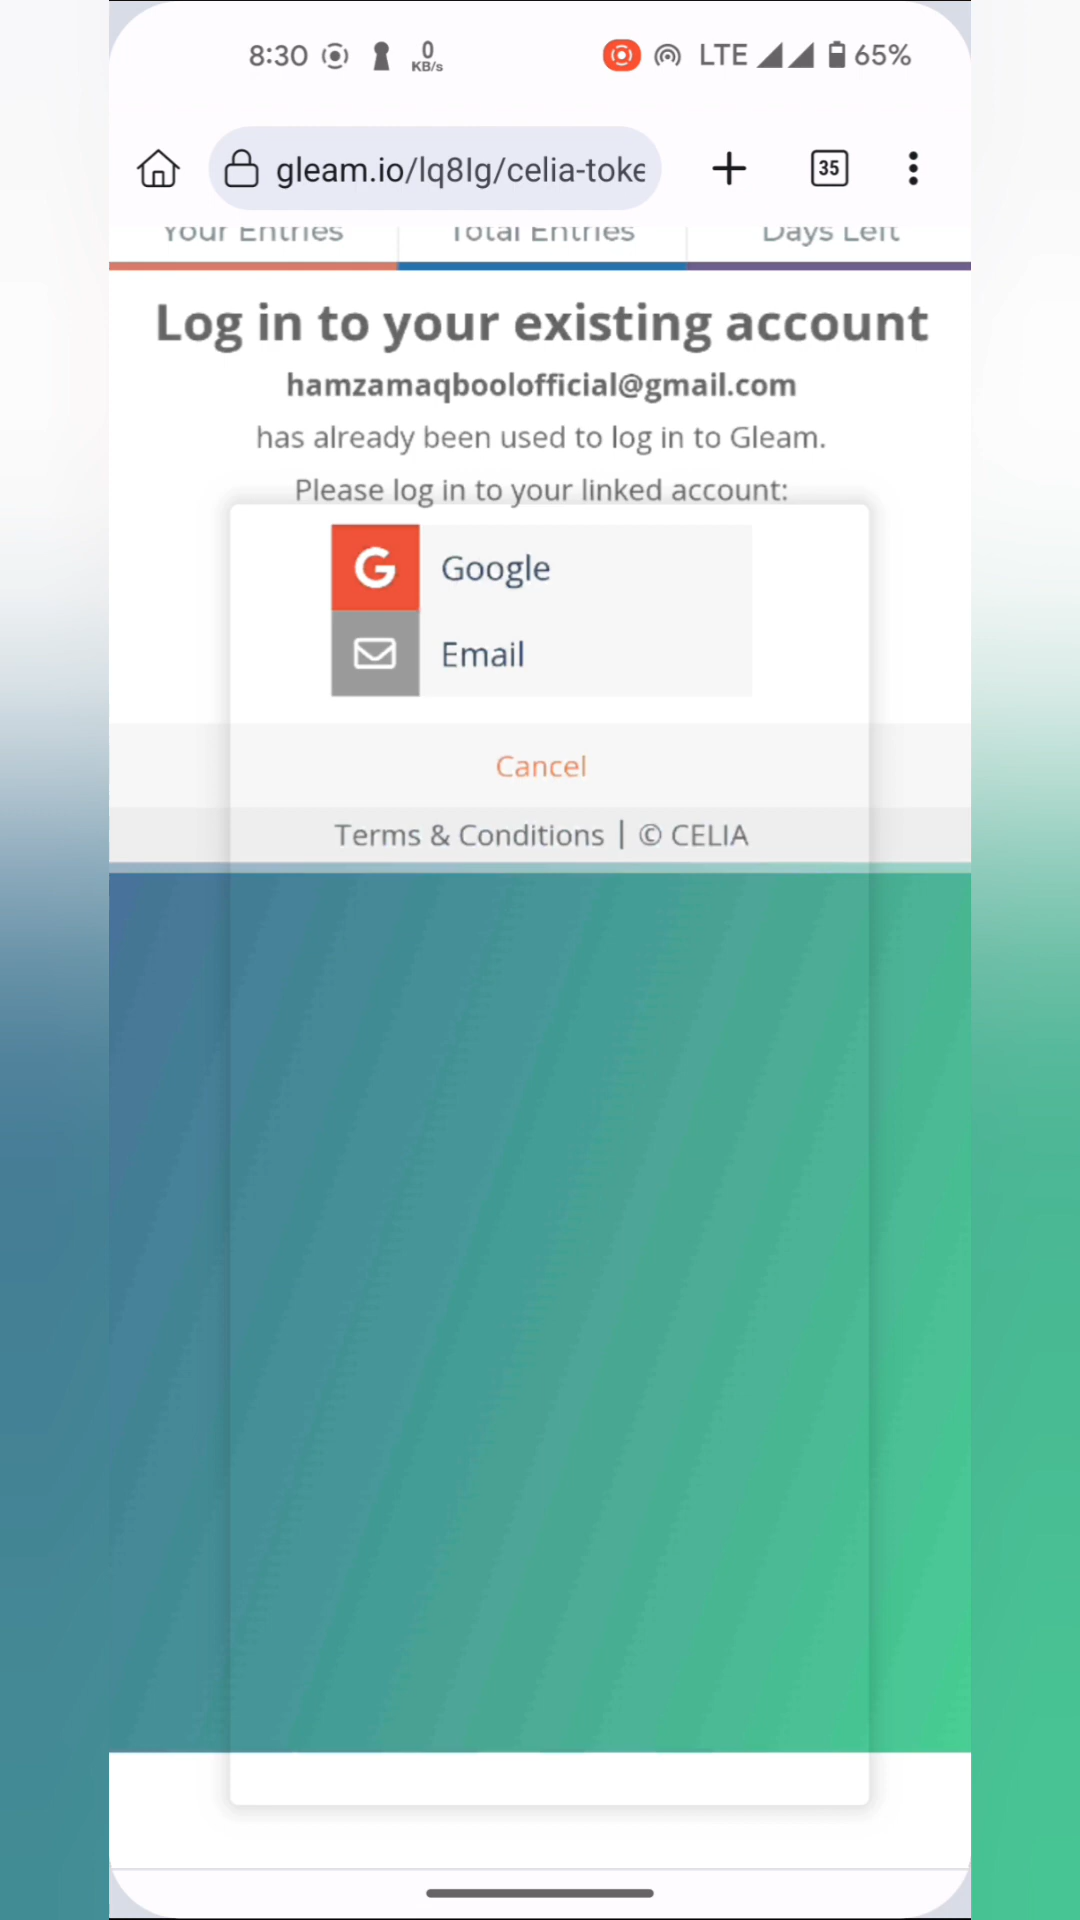 8:30 0 KB/s LTE 65%
gleam.io/lq8Ig/celia-toke 35
Your Entries Total Entries Days Left
Log in to your existing account
hamzamaqboolofficial@gmail.com
has already been used to log in to Gleam.
Please log in to your linked account:
G Google
Email
Cancel
Terms & Conditions | © CELIA